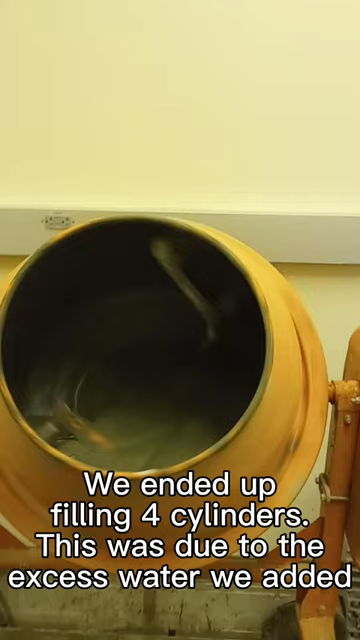 We ended up
filling 4 cylinders.
This was due to the
excess water we added